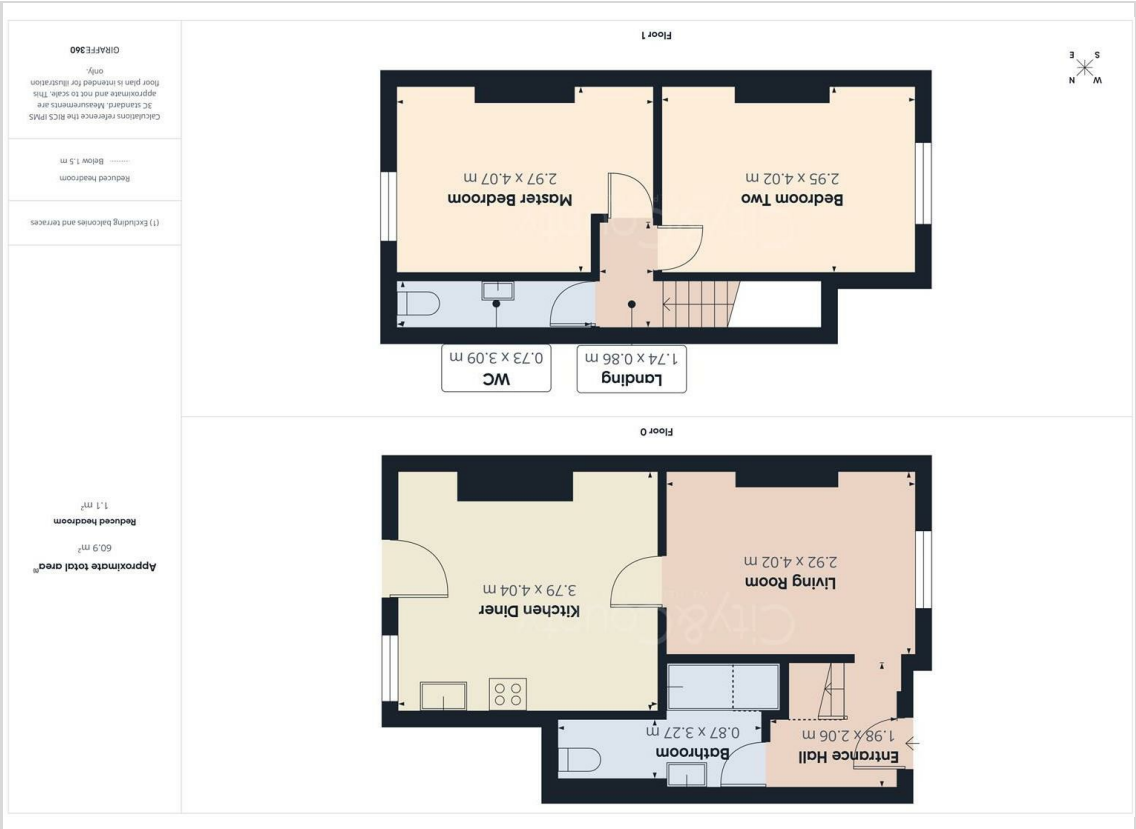 Entrance Hall
1.98 x 2.06 m
Bathroom
0.87 x 3.27 m
Living Room
2.92 x 4.02 m
Kitchen Diner
3.79 x 4.04 m
Floor 0
Landing
1.74 x 0.86 m
WC
0.73 x 3.09 m
Bedroom Two
2.95 x 4.02 m
Master Bedroom
2.97 x 4.07 m
W N
S E
Floor 1
Approximate total area(1)
60.9 m²
Reduced headroom
1.1 m²
(1) Excluding balconies and terraces
Reduced headroom
Below 1.5 m
Calculations reference the RICS IPMS
3C standard. Measurements are
approximate and not to scale. This
floor plan is intended for illustration
only.
GIRAFFE360